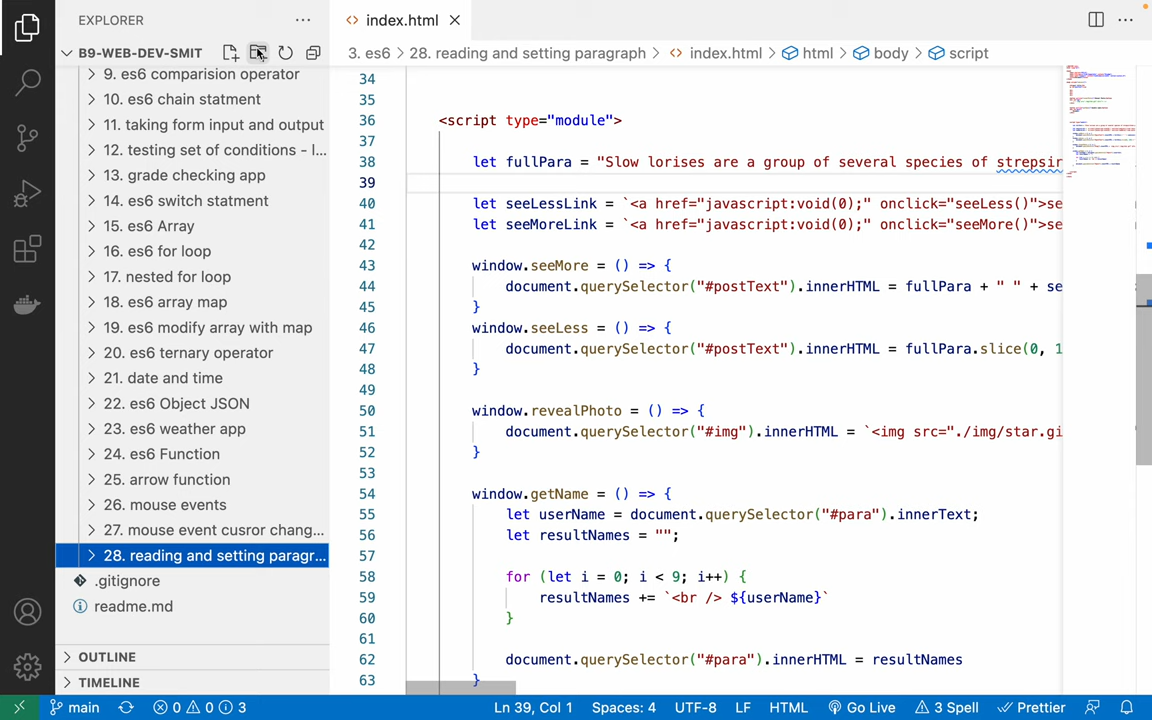 EXPLORER
index.html
B9-WEB-DEV-SMIT
3. es6 > 28. reading and setting paragraph > index.html > html > body > script
9. es6 comparision operator
10. es6 chain statment
11. taking form input and output
12. testing set of conditions - l...
13. grade checking app
14. es6 switch statment
15. es6 Array
16. es6 for loop
17. nested for loop
18. es6 array map
19. es6 modify array with map
20. es6 ternary operator
21. date and time
22. es6 Object JSON
23. es6 weather app
24. es6 Function
25. arrow function
26. mouse events
27. mouse event cusror chang...
28. reading and setting paragr...
.gitignore
readme.md
OUTLINE
TIMELINE
34
35
36 <script type="module">
37
38 let fullPara = "Slow lorises are a group of several species of strepsir
39
40 let seeLessLink = `<a href="javascript:void(0);" onclick="seeLess()">se
41 let seeMoreLink = `<a href="javascript:void(0);" onclick="seeMore()">se
42
43 window.seeMore = () => {
44 document.querySelector("#postText").innerHTML = fullPara + " " + se
45 }
46 window.seeLess = () => {
47 document.querySelector("#postText").innerHTML = fullPara.slice(0, 1
48 }
49
50 window.revealPhoto = () => {
51 document.querySelector("#img").innerHTML = `<img src="./img/star.gi
52 }
53
54 window.getName = () => {
55 let userName = document.querySelector("#para").innerText;
56 let resultNames = "";
57
58 for (let i = 0; i < 9; i++) {
59 resultNames += `<br /> ${userName}`
60 }
61
62 document.querySelector("#para").innerHTML = resultNames
63 }
main 0 0 3 Ln 39, Col 1 Spaces: 4 UTF-8 LF HTML Go Live 3 Spell Prettier